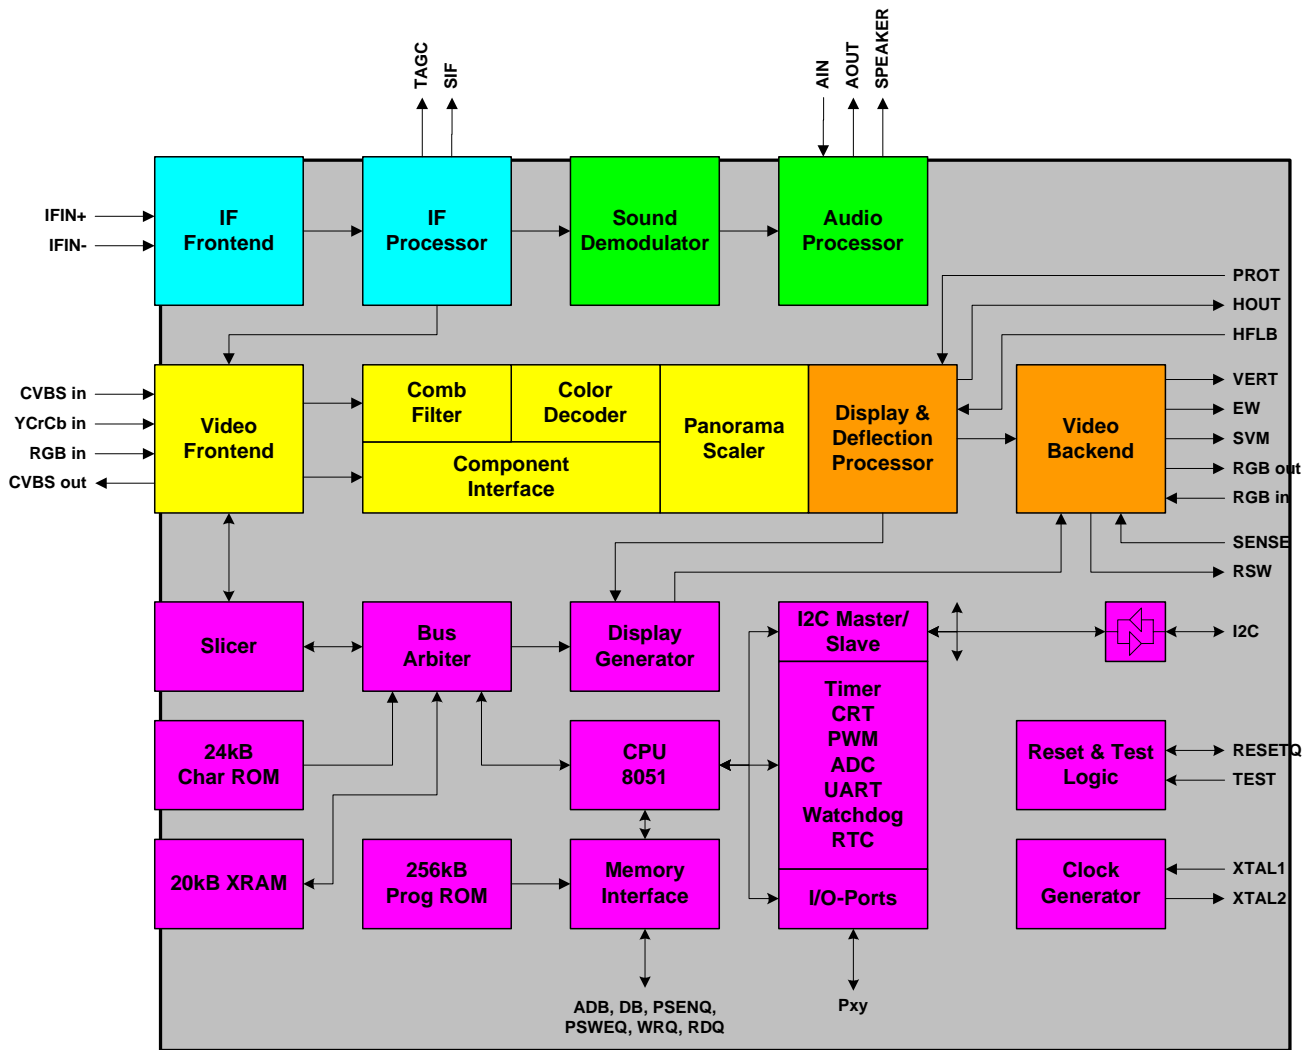 TAGC
SIF
AIN
AOUT
SPEAKER
IFIN+
IFIN-
IF
Frontend
IF
Processor
Sound
Demodulator
Audio
Processor
PROT
HOUT
HFLB
VERT
EW
SVM
RGB out
RGB in
SENSE
RSW
CVBS in
YCrCb in
RGB in
CVBS out
Video
Frontend
Comb
Filter
Color
Decoder
Component
Interface
Panorama
Scaler
Display &
Deflection
Processor
Video
Backend
Slicer
Bus
Arbiter
Display
Generator
I2C Master/
Slave
I2C
Timer
CRT
PWM
ADC
UART
Watchdog
RTC
24kB
Char ROM
CPU
8051
Reset & Test
Logic
RESETQ
TEST
20kB XRAM
256kB
Prog ROM
Memory
Interface
I/O-Ports
Clock
Generator
XTAL1
XTAL2
ADB, DB, PSENQ,
PSWEQ, WRQ, RDQ
Pxy